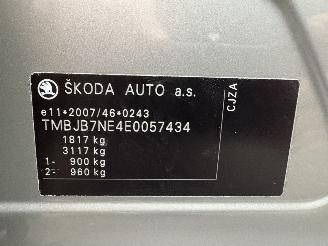 ŠKODA AUTO a.s.
e11*2007/46*0243
TMBJB7NE4E0057434
1817 kg
3117 kg
1- 900 kg
2- 960 kg
CJZA